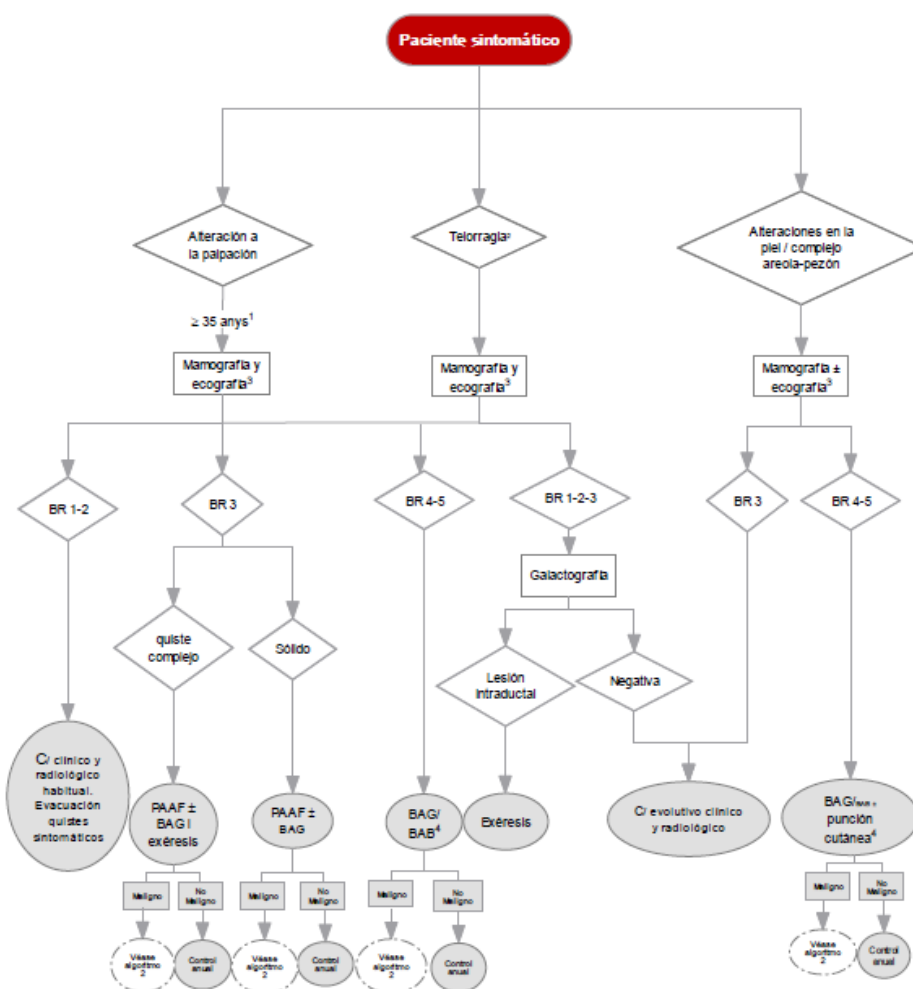 Paciente sintomático
Alteración a
la palpación
Telorragia²
Alteraciones en la
piel / complejo
areola-pezón
≥ 35 anys¹
Mamografía y
ecografía³
Mamografía y
ecografía³
Mamografía ±
ecografía³
BR 1-2
BR 3
BR 4-5
BR 1-2-3
BR 3
BR 4-5
Galactografía
quiste
complejo
Sólido
Lesión
Intraductal
Negativa
C/ clínico y
radiológico
habitual.
Evacuación
quistes
sintomáticos
PAAF ±
BAG I
exéresis
PAAF ±
BAG
BAG/
BAB⁴
Exéresis
C/ evolutivo clínico
y radiológico
BAG/BAB ±
punción
cutánea⁴
Maligno
No
Maligno
Maligno
No
Maligno
Maligno
No
Maligno
Maligno
No
Maligno
Véase
algoritmo
2
Control
anual
Véase
algoritmo
2
Control
anual
Véase
algoritmo
2
Control
anual
Véase
algoritmo
2
Control
anual